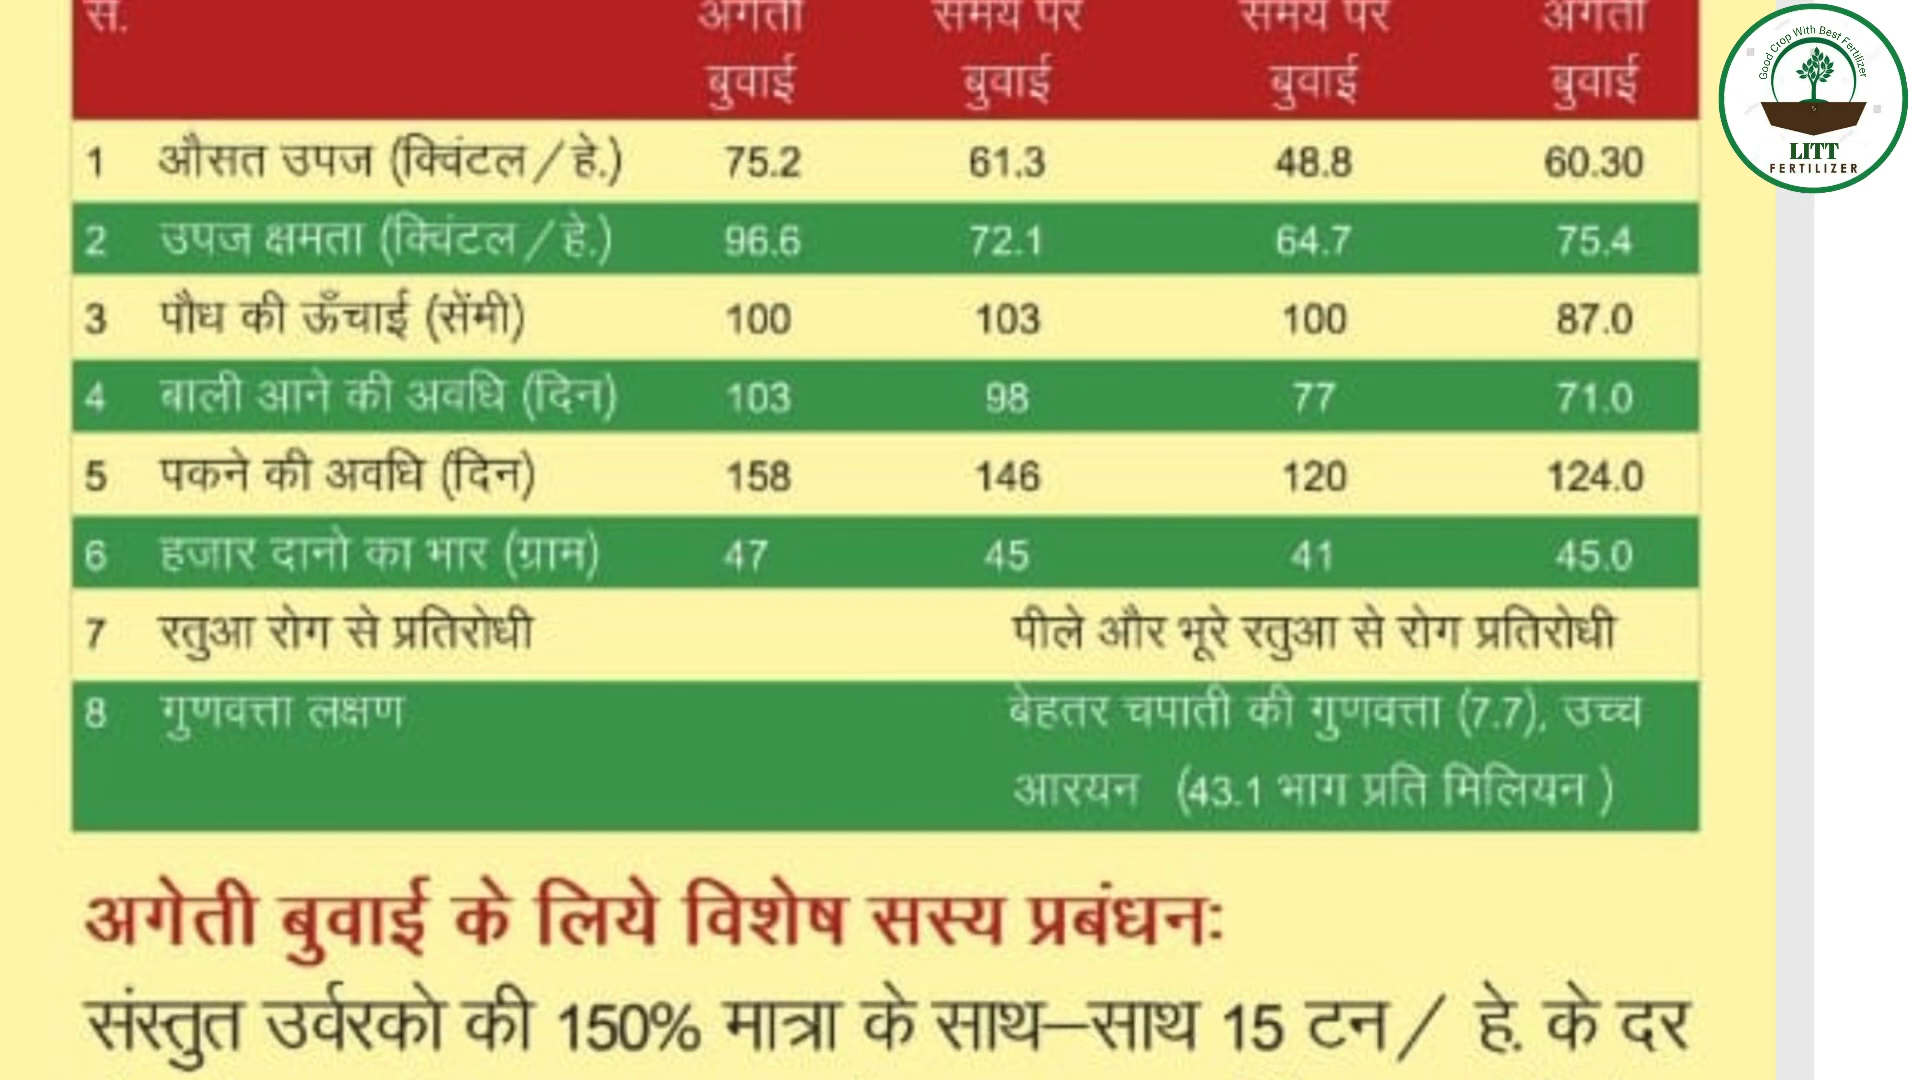 स. अगेती समय पर समय पर अगेती
बुवाई बुवाई बुवाई बुवाई
1 औसत उपज (क्विंटल / हे.) 75.2 61.3 48.8 60.30
2 उपज क्षमता (क्विंटल / हे.) 96.6 72.1 64.7 75.4
3 पौध की ऊँचाई (सेंमी) 100 103 100 87.0
4 बाली आने की अवधि (दिन) 103 98 77 71.0
5 पकने की अवधि (दिन) 158 146 120 124.0
6 हजार दानो का भार (ग्राम) 47 45 41 45.0
7 रतुआ रोग से प्रतिरोधी पीले और भूरे रतुआ से रोग प्रतिरोधी
8 गुणवत्ता लक्षण बेहतर चपाती की गुणवत्ता (7.7), उच्च
आरयन (43.1 भाग प्रति मिलियन )
अगेती बुवाई के लिये विशेष सस्य प्रबंधन:
संस्तुत उर्वरको की 150% मात्रा के साथ–साथ 15 टन / हे. के दर
Good Crop With Best Fertilizer
LITT
FERTILIZER